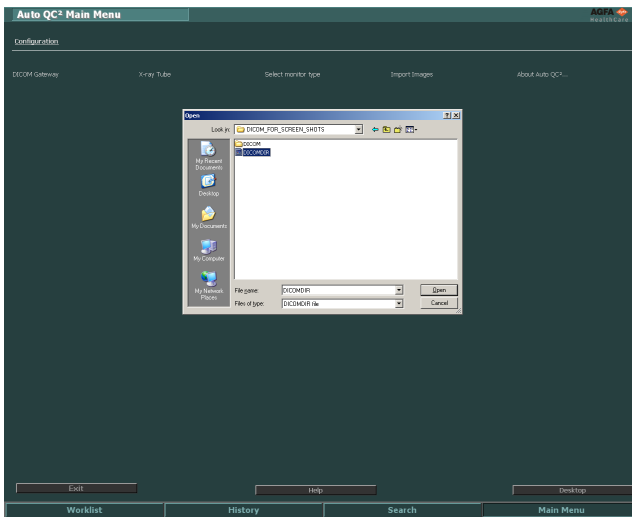 Auto QC² Main Menu
AGFA
HealthCare
Configuration
DICOM Gateway
X-ray Tube
Select monitor type
Import Images
About Auto QC²...
Open
Look in:
DICOM_FOR_SCREEN_SHOTS
DICOM
DICOMDIR
My Recent
Documents
Desktop
My Documents
My Computer
My Network
Places
File name:
DICOMDIR
Open
Files of type:
DICOMDIR file
Cancel
Exit
Help
Desktop
Worklist
History
Search
Main Menu